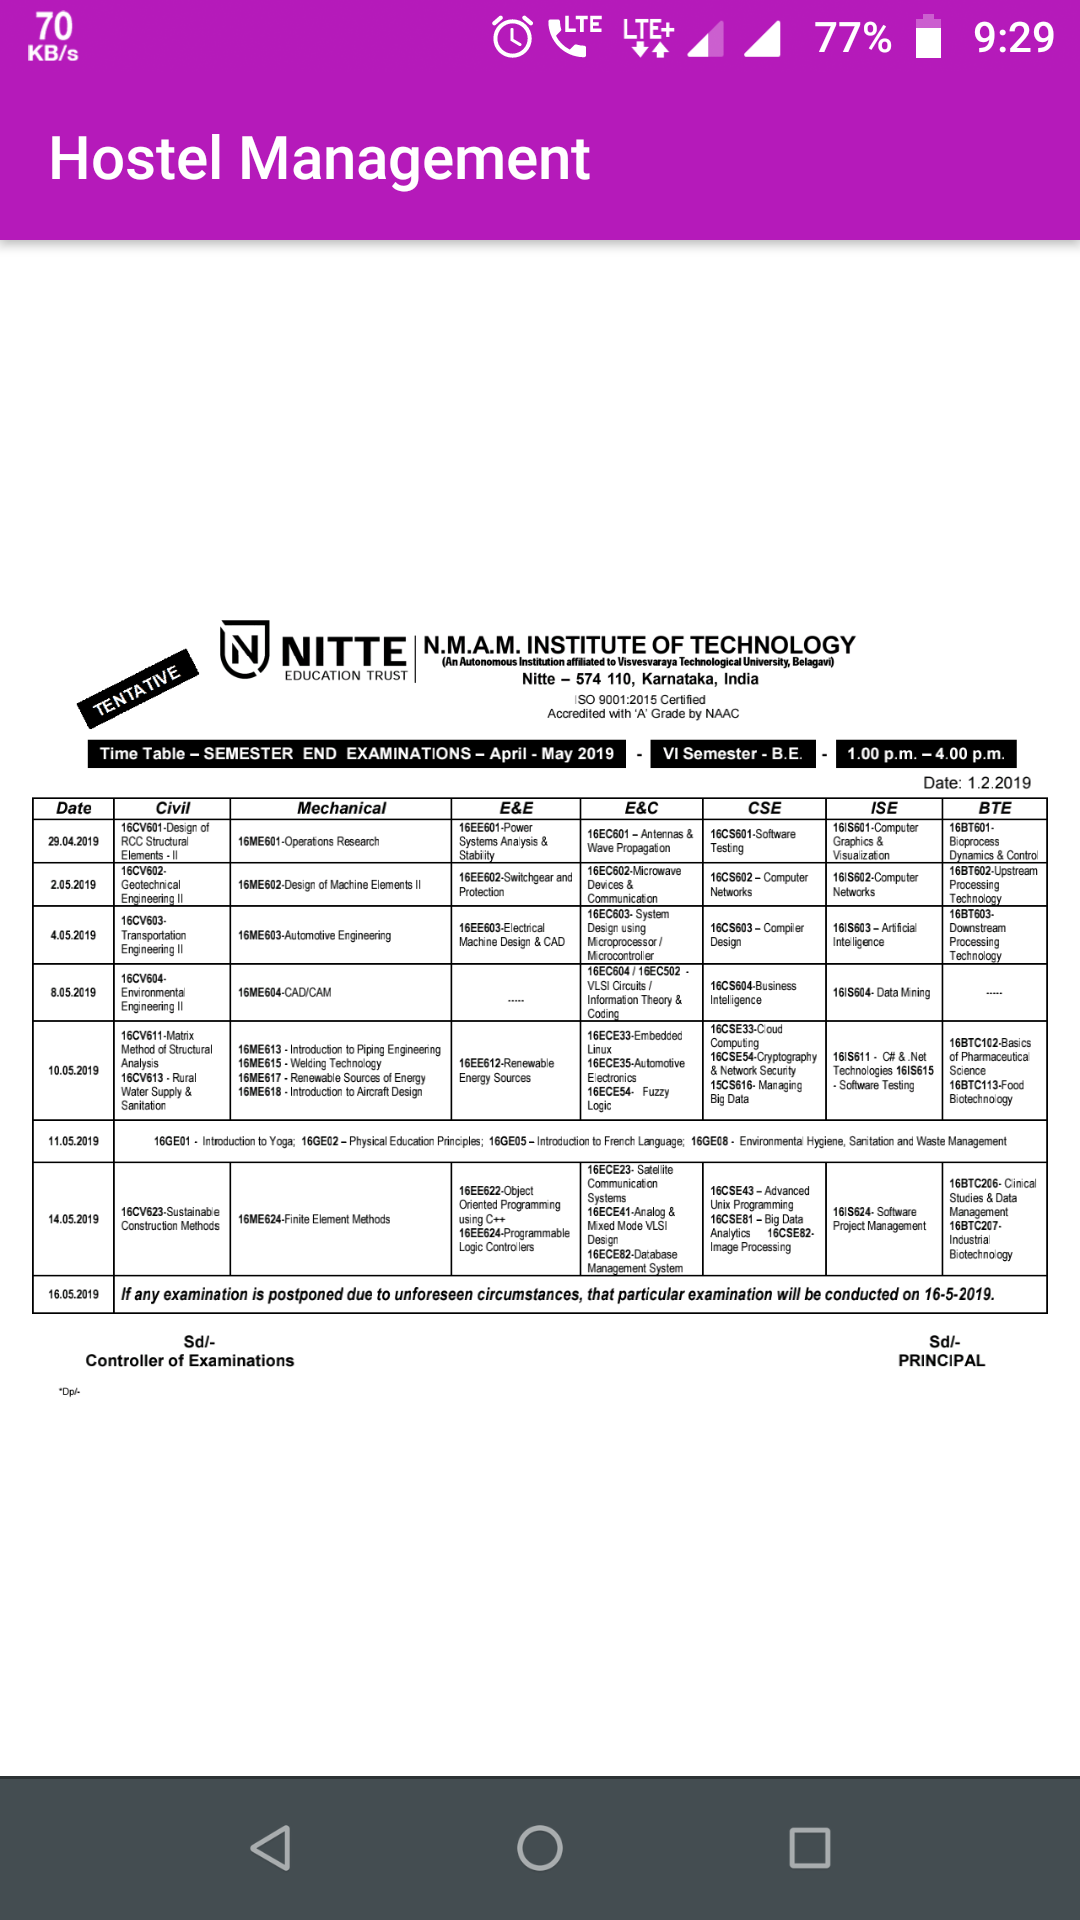 70
KB/s
LTE
LTE+
77%
9:29
Hostel Management
TENTATIVE
NITTE
EDUCATION TRUST
N.M.A.M. INSTITUTE OF TECHNOLOGY
(An Autonomous Institution affiliated to Visvesvaraya Technological University, Belagavi)
Nitte – 574 110, Karnataka, India
ISO 9001:2015 Certified
Accredited with 'A' Grade by NAAC
Time Table – SEMESTER END EXAMINATIONS – April - May 2019 - VI Semester - B.E. - 1.00 p.m. – 4.00 p.m.
Date: 1.2.2019
Date Civil Mechanical E&E E&C CSE ISE BTE
29.04.2019
16CV601-Design of
RCC Structural
Elements - II
16ME601-Operations Research
16EE601-Power
Systems Analysis &
Stability
16EC601 – Antennas &
Wave Propagation
16CS601-Software
Testing
16IS601-Computer
Graphics &
Visualization
16BT601-
Bioprocess
Dynamics & Control
2.05.2019
16CV602-
Geotechnical
Engineering II
16ME602-Design of Machine Elements II
16EE602-Switchgear and
Protection
16EC602-Microwave
Devices &
Communication
16CS602 – Computer
Networks
16IS602-Computer
Networks
16BT602-Upstream
Processing
Technology
4.05.2019
16CV603-
Transportation
Engineering II
16ME603-Automotive Engineering
16EE603-Electrical
Machine Design & CAD
16EC603- System
Design using
Microprocessor /
Microcontroller
16CS603 – Compiler
Design
16IS603 – Artificial
Intelligence
16BT603-
Downstream
Processing
Technology
8.05.2019
16CV604-
Environmental
Engineering II
16ME604-CAD/CAM
-----
16EC604 / 16EC502 -
VLSI Circuits /
Information Theory &
Coding
16CS604-Business
Intelligence
16IS604- Data Mining
-----
10.05.2019
16CV611-Matrix
Method of Structural
Analysis
16CV613 - Rural
Water Supply &
Sanitation
16ME613 - Introduction to Piping Engineering
16ME615 - Welding Technology
16ME617 - Renewable Sources of Energy
16ME618 - Introduction to Aircraft Design
16EE612-Renewable
Energy Sources
16ECE33-Embedded
Linux
16ECE35-Automotive
Electronics
16ECE54- Fuzzy
Logic
16CSE33-Cloud
Computing
16CSE54-Cryptography
& Network Security
15CS616- Managing
Big Data
16IS611 - C# & .Net
Technologies 16IS615
- Software Testing
16BTC102-Basics
of Pharmaceutical
Science
16BTC113-Food
Biotechnology
11.05.2019
16GE01 - Introduction to Yoga; 16GE02 – Physical Education Principles; 16GE05 – Introduction to French Language; 16GE08 - Environmental Hygiene, Sanitation and Waste Management
14.05.2019
16CV623-Sustainable
Construction Methods
16ME624-Finite Element Methods
16EE622-Object
Oriented Programming
using C++
16EE624-Programmable
Logic Controllers
16ECE23- Satellite
Communication
Systems
16ECE41-Analog &
Mixed Mode VLSI
Design
16ECE82-Database
Management System
16CSE43 – Advanced
Unix Programming
16CSE81 – Big Data
Analytics 16CSE82-
Image Processing
16IS624- Software
Project Management
16BTC206- Clinical
Studies & Data
Management
16BTC207-
Industrial
Biotechnology
16.05.2019
If any examination is postponed due to unforeseen circumstances, that particular examination will be conducted on 16-5-2019.
Sd/-
Controller of Examinations
Sd/-
PRINCIPAL
*Dp/-